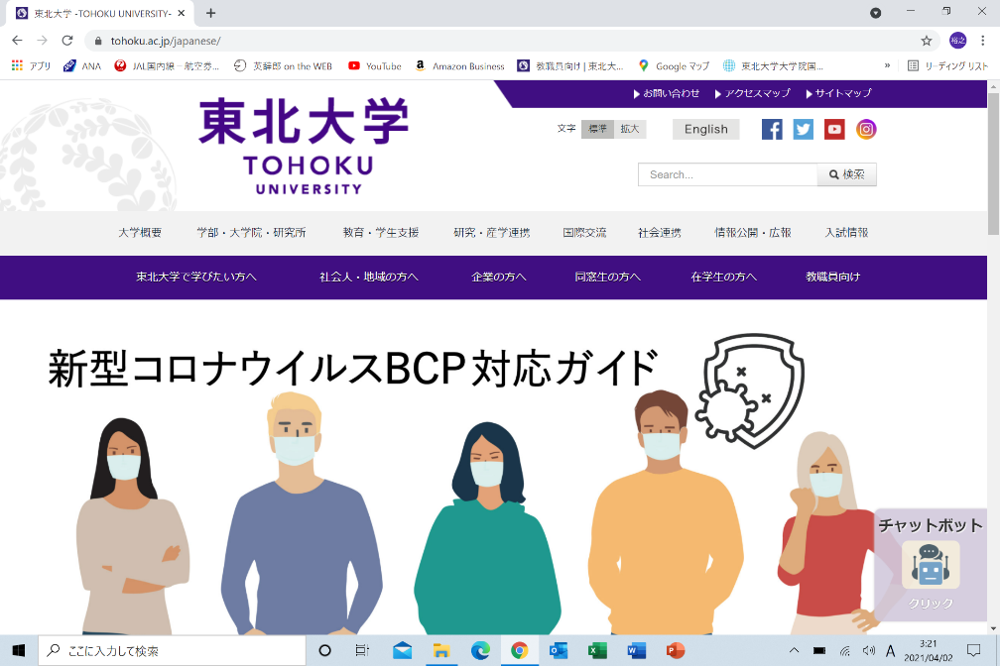 東北大学 -TOHOKU UNIVERSITY-
tohoku.ac.jp/japanese/
裕之
アプリ
ANA
JAL国内線－航空券...
英辞郎 on the WEB
YouTube
Amazon Business
教職員向け | 東北大...
Google マップ
東北大学大学院国...
»
リーディング リスト
お問い合わせ
アクセスマップ
サイトマップ
東北大学
TOHOKU
UNIVERSITY
文字 標準 拡大
English
Search...
検索
大学概要
学部・大学院・研究所
教育・学生支援
研究・産学連携
国際交流
社会連携
情報公開・広報
入試情報
東北大学で学びたい方へ
社会人・地域の方へ
企業の方へ
同窓生の方へ
在学生の方へ
教職員向け
新型コロナウイルスBCP対応ガイド
チャットボット
クリック
ここに入力して検索
A
3:21
2021/04/02